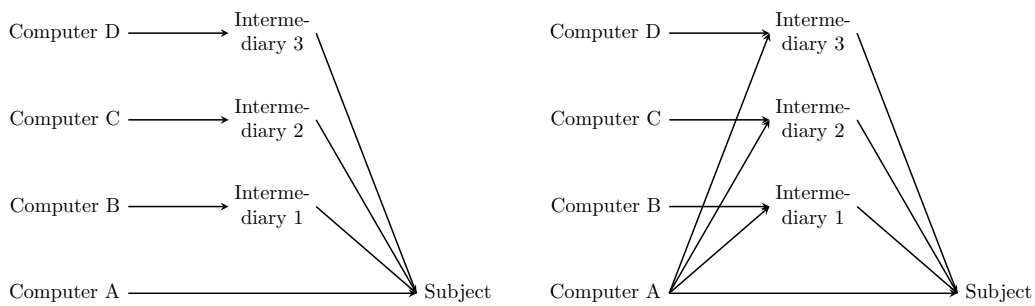 Computer D
Interme-
diary 3
Computer C
Interme-
diary 2
Computer B
Interme-
diary 1
Computer A
Subject
Computer D
Interme-
diary 3
Computer C
Interme-
diary 2
Computer B
Interme-
diary 1
Computer A
Subject